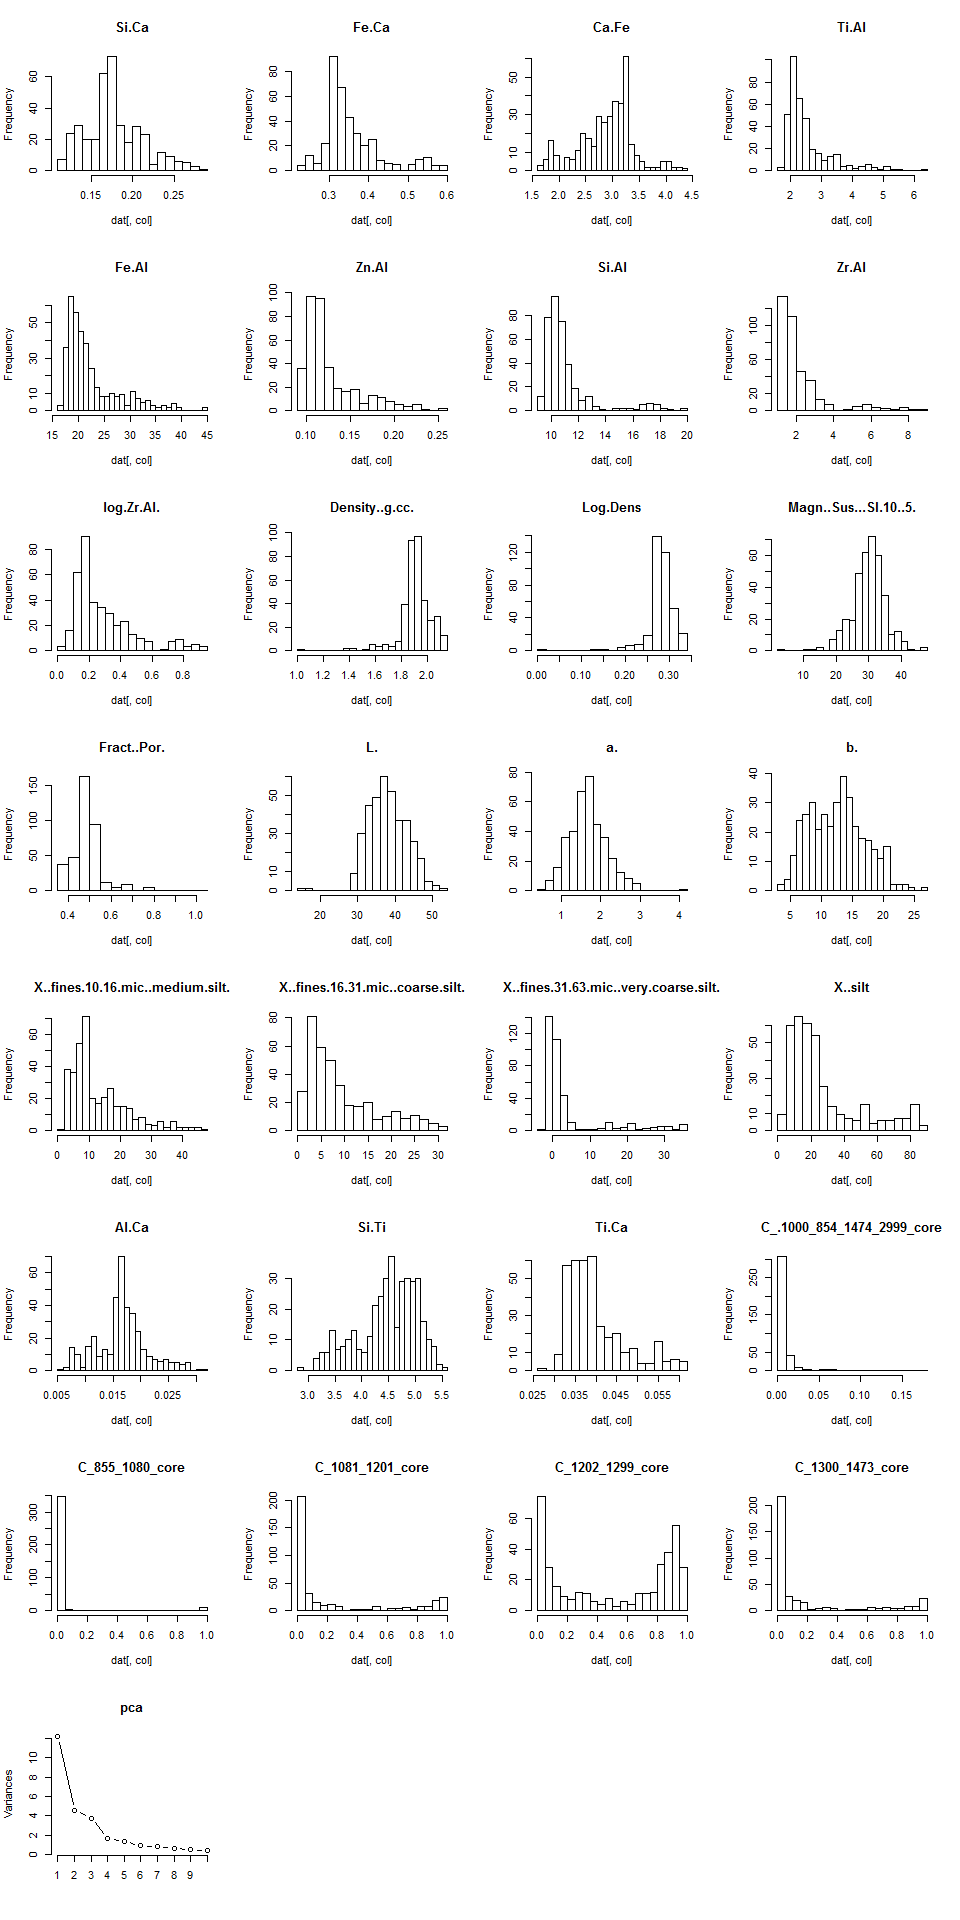 Si.Ca
Frequency
0 20 40 60
0.15 0.20 0.25
dat[, col]
Fe.Ca
Frequency
0 20 40 60 80
0.3 0.4 0.5 0.6
dat[, col]
Ca.Fe
Frequency
0 10 30 50
1.5 2.0 2.5 3.0 3.5 4.0 4.5
dat[, col]
Ti.Al
Frequency
0 20 40 60 80
2 3 4 5 6
dat[, col]
Fe.Al
Frequency
0 10 30 50
15 20 25 30 35 45
dat[, col]
Zn.Al
Frequency
0 20 40 60 80 100
0.10 0.15 0.20 0.25
dat[, col]
Si.Al
Frequency
0 20 40 60 80
10 12 14 16 18 20
dat[, col]
Zr.Al
Frequency
0 20 60 100
2 4 6 8
dat[, col]
log.Zr.Al.
Frequency
0 20 40 60 80
0.0 0.2 0.4 0.6 0.8
dat[, col]
Density..g.cc.
Frequency
0 20 40 60 80 100
1.0 1.2 1.4 1.6 1.8 2.0
dat[, col]
Log.Dens
Frequency
0 20 60 100
0.00 0.10 0.20 0.30
dat[, col]
Magn..Sus...SI.10..5.
Frequency
0 20 40 60
10 20 30 40
dat[, col]
Fract..Por.
Frequency
0 50 100 150
0.4 0.6 0.8 1.0
dat[, col]
L.
Frequency
0 10 30 50
20 30 40 50
dat[, col]
a.
Frequency
0 20 40 60 80
1 2 3 4
dat[, col]
b.
Frequency
0 10 20 30 40
5 10 15 20 25
dat[, col]
X..fines.10.16.mic..medium.silt.
Frequency
0 20 40 60
0 10 20 30 40
dat[, col]
X..fines.16.31.mic..coarse.silt.
Frequency
0 20 40 60 80
0 5 10 15 20 25 30
dat[, col]
X..fines.31.63.mic..very.coarse.silt.
Frequency
0 40 80 120
0 10 20 30
dat[, col]
X..silt
Frequency
0 10 30 50
0 20 40 60 80
dat[, col]
Al.Ca
Frequency
0 20 40 60
0.005 0.015 0.025
dat[, col]
Si.Ti
Frequency
0 10 20 30
3.0 3.5 4.0 4.5 5.0 5.5
dat[, col]
Ti.Ca
Frequency
0 20 40 60
0.025 0.035 0.045 0.055
dat[, col]
C_.1000_854_1474_2999_core
Frequency
0 50 150 250
0.00 0.05 0.10 0.15
dat[, col]
C_855_1080_core
Frequency
0 100 200 300
0.0 0.2 0.4 0.6 0.8 1.0
dat[, col]
C_1081_1201_core
Frequency
0 50 100 150 200
0.0 0.2 0.4 0.6 0.8 1.0
dat[, col]
C_1202_1299_core
Frequency
0 20 40 60
0.0 0.2 0.4 0.6 0.8 1.0
dat[, col]
C_1300_1473_core
Frequency
0 50 100 150 200
0.0 0.2 0.4 0.6 0.8 1.0
dat[, col]
pca
Variances
0 2 4 6 8 10
1 2 3 4 5 6 7 8 9